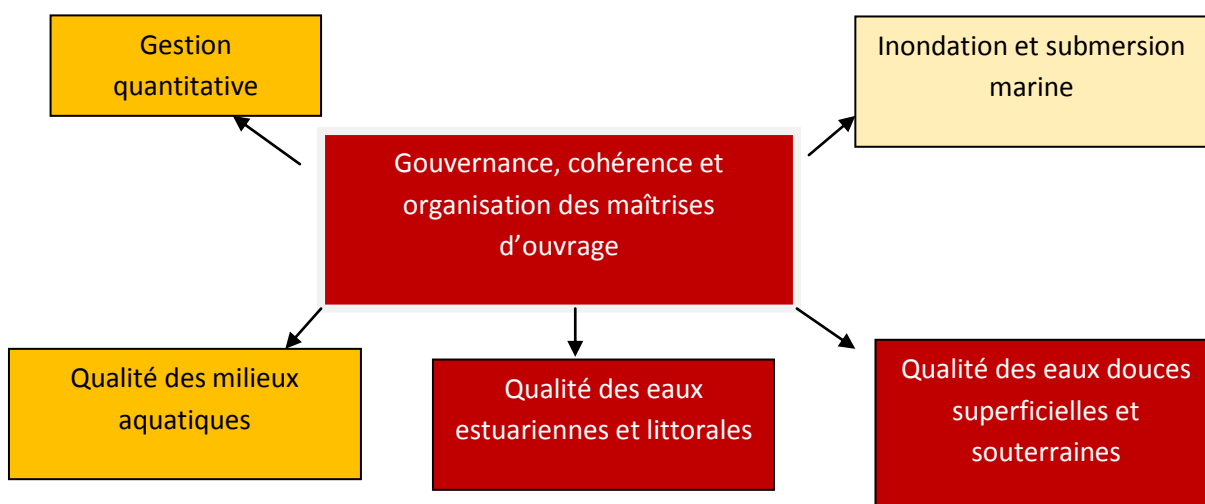 Gestion
quantitative
Inondation et submersion
marine
Gouvernance, cohérence et
organisation des maîtrises
d’ouvrage
Qualité des milieux
aquatiques
Qualité des eaux
estuariennes et littorales
Qualité des eaux douces
superficielles et
souterraines